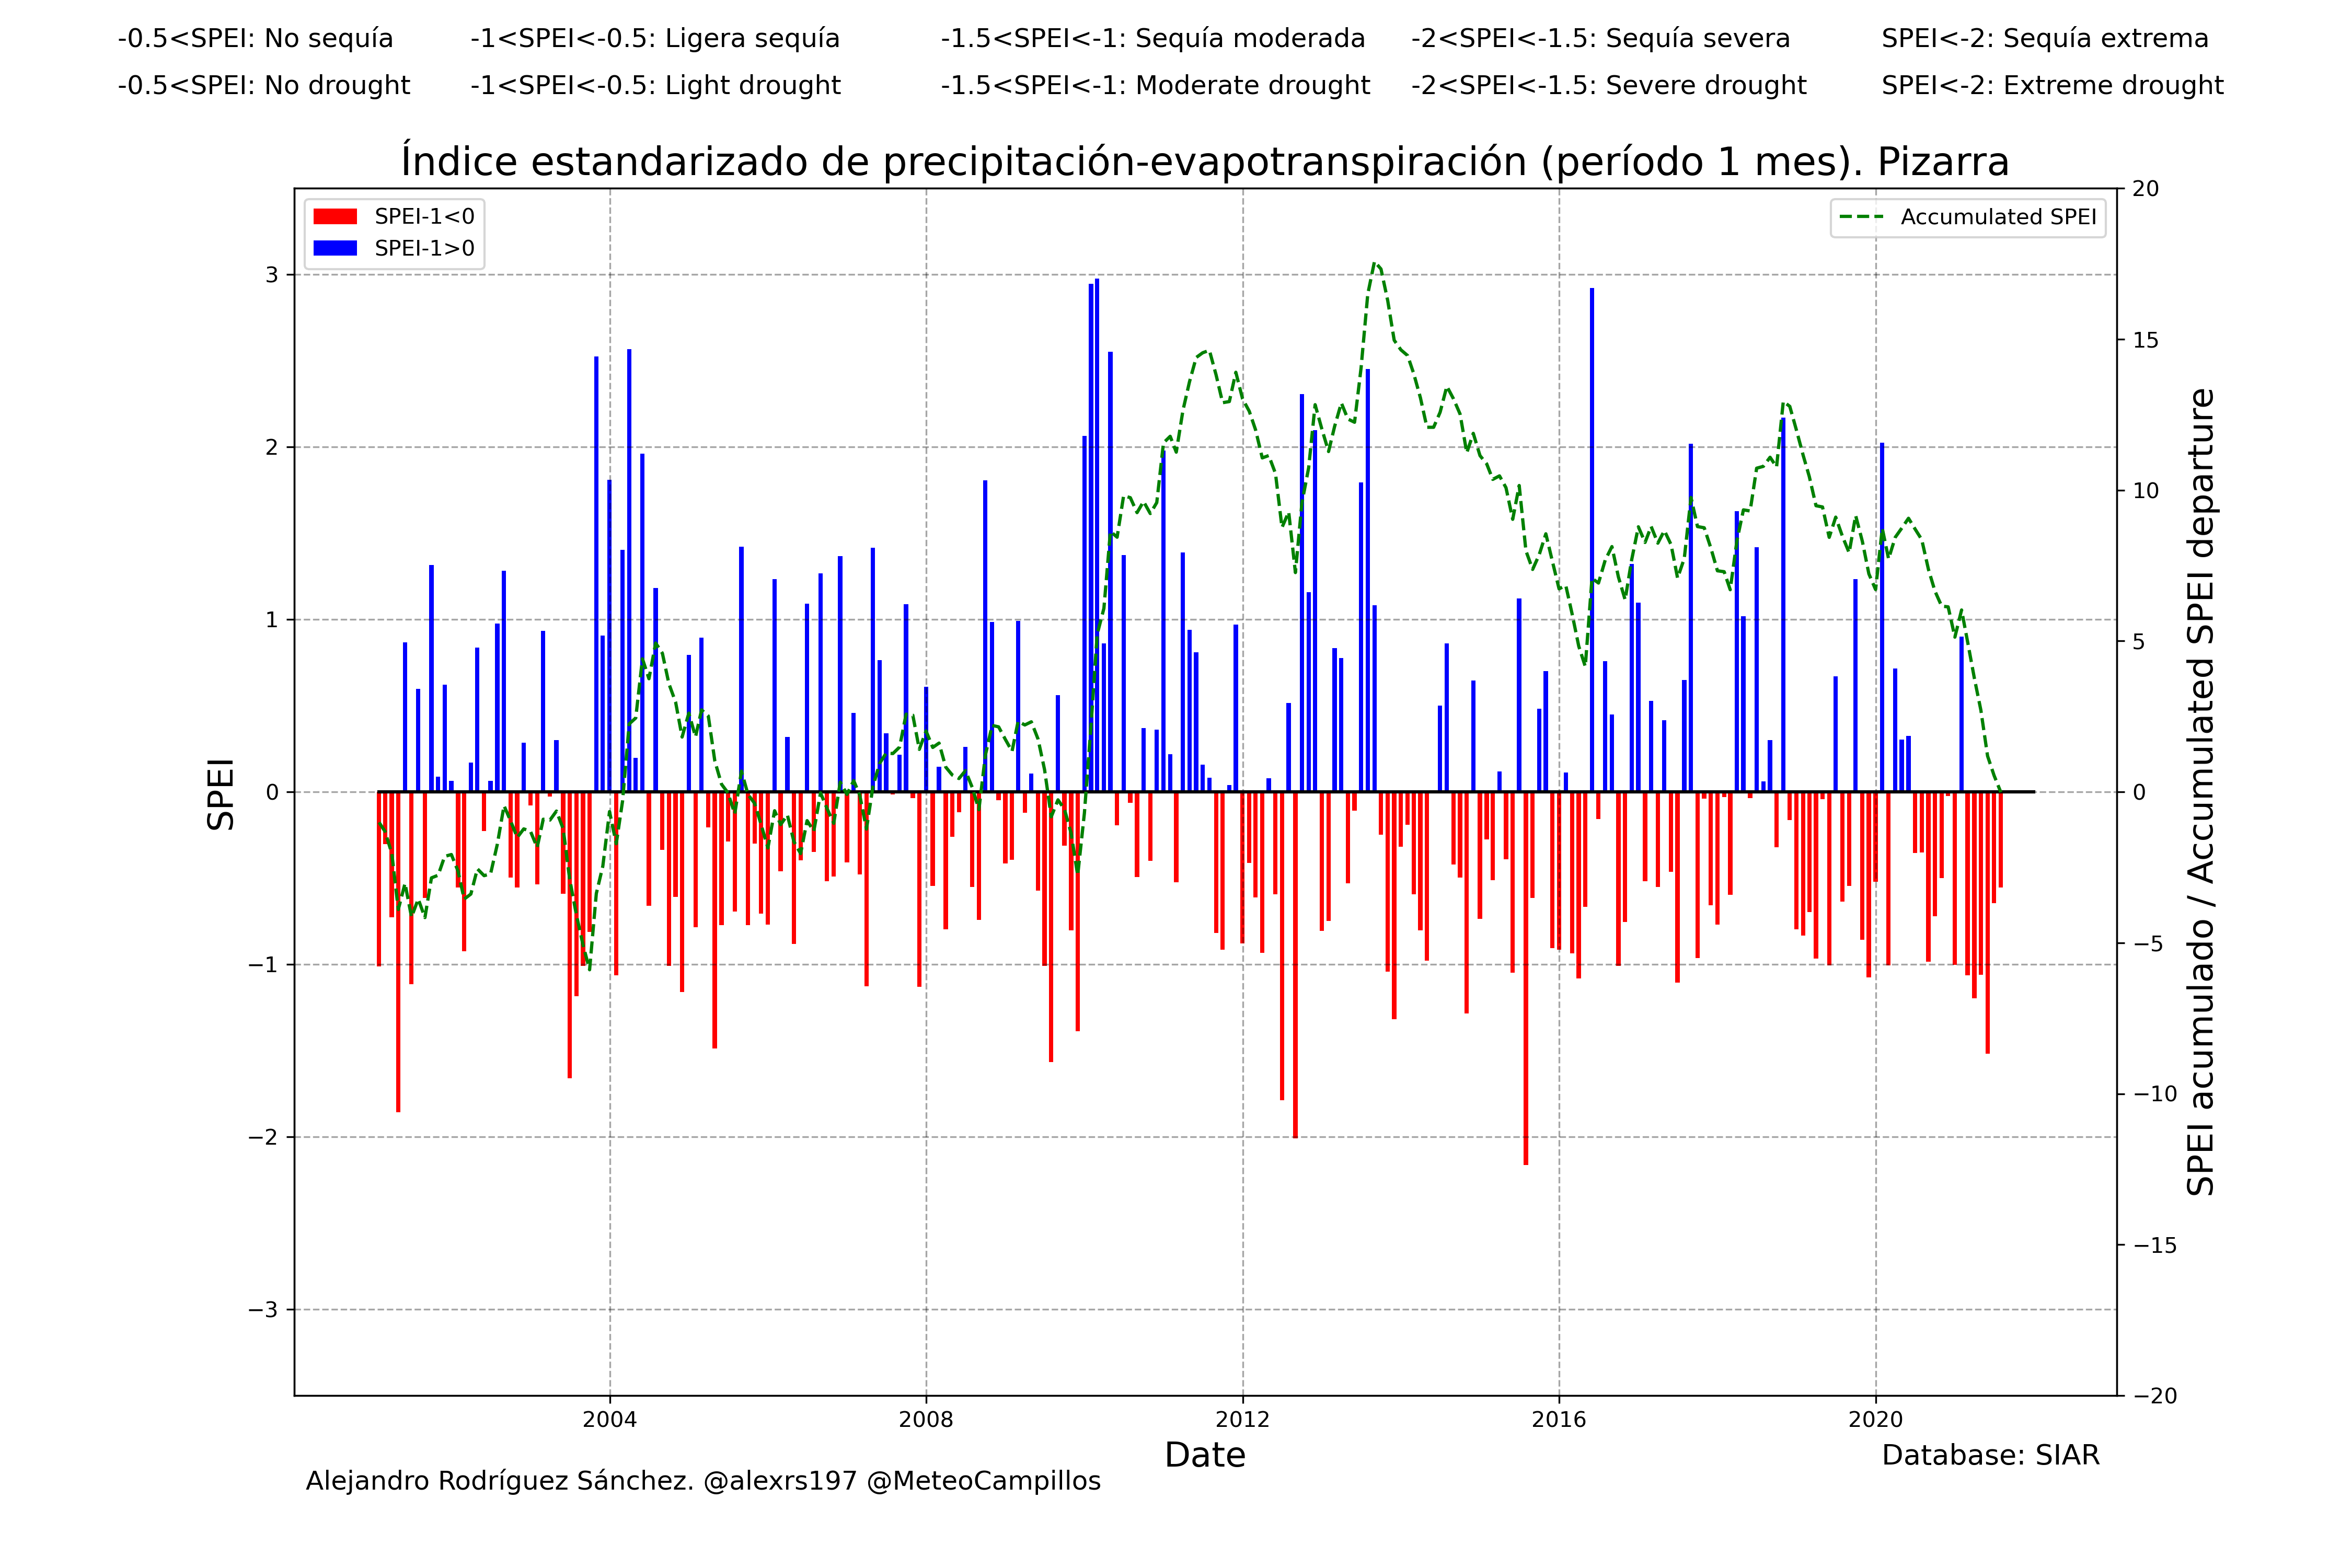 -0.5<SPEI: No sequía -1<SPEI<-0.5: Ligera sequía -1.5<SPEI<-1: Sequía moderada -2<SPEI<-1.5: Sequía severa SPEI<-2: Sequía extrema
-0.5<SPEI: No drought -1<SPEI<-0.5: Light drought -1.5<SPEI<-1: Moderate drought -2<SPEI<-1.5: Severe drought SPEI<-2: Extreme drought
Índice estandarizado de precipitación-evapotranspiración (período 1 mes). Pizarra
SPEI-1<0
SPEI-1>0
Accumulated SPEI
SPEI
3
2
1
0
−1
−2
−3
20
15
10
5
0
−5
−10
−15
−20
SPEI acumulado / Accumulated SPEI departure
2004 2008 2012 2016 2020
Date
Database: SIAR
Alejandro Rodríguez Sánchez. @alexrs197 @MeteoCampillos